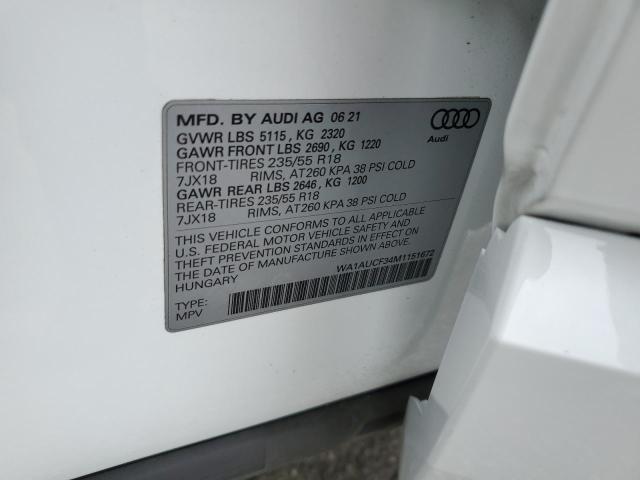 MFD. BY AUDI AG 06 21
GVWR LBS 5115, KG 2320
GAWR FRONT LBS 2690, KG 1220
FRONT-TIRES 235/55 R18
7JX18 RIMS, AT260 KPA 38 PSI COLD
GAWR REAR LBS 2646, KG 1200
REAR-TIRES 235/55 R18
7JX18 RIMS, AT260 KPA 38 PSI COLD
THIS VEHICLE CONFORMS TO ALL APPLICABLE
U.S. FEDERAL MOTOR VEHICLE SAFETY AND
THEFT PREVENTION STANDARDS IN EFFECT ON
THE DATE OF MANUFACTURE SHOWN ABOVE.
HUNGARY
WA1AUCF34M1151672
TYPE:
MPV
Audi